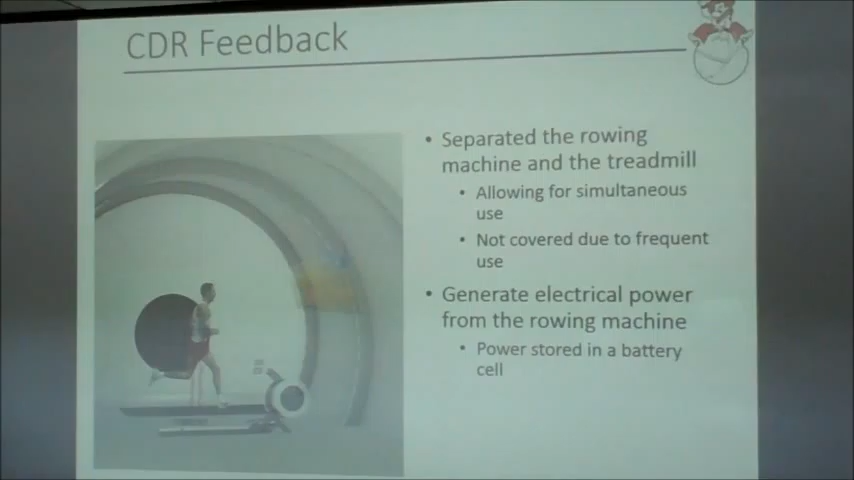 CDR Feedback
• Separated the rowing
machine and the treadmill
• Allowing for simultaneous
use
• Not covered due to frequent
use
• Generate electrical power
from the rowing machine
• Power stored in a battery
cell